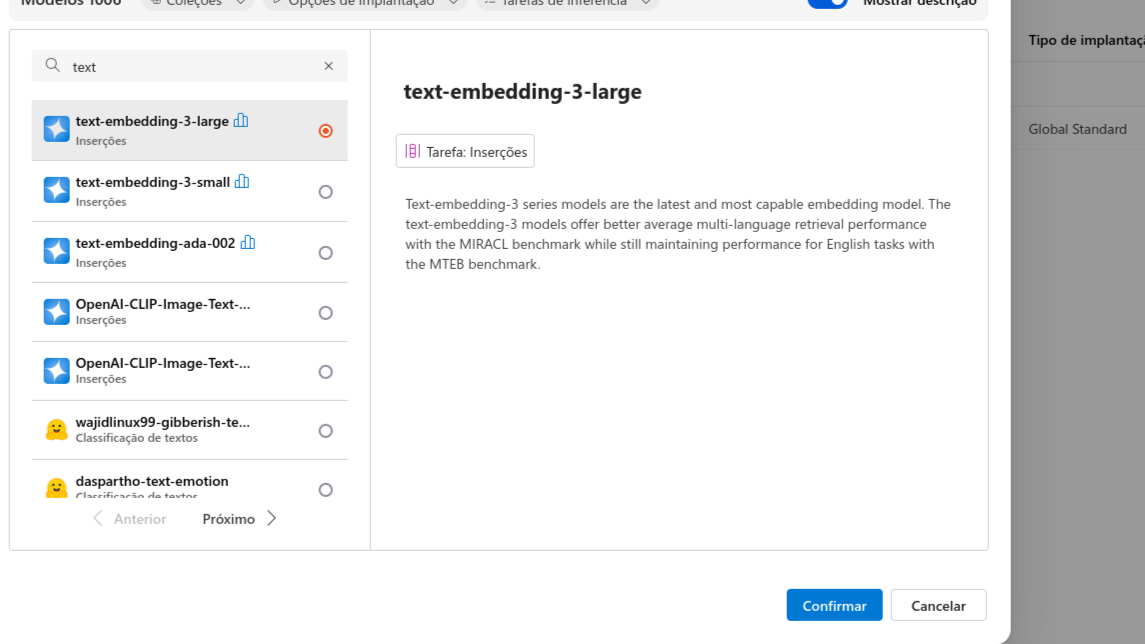 Modelos 1006
Coleções
Opções de implantação
Tarefas de inferência
Mostrar descrição
text
text-embedding-3-large
Inserções
text-embedding-3-small
Inserções
text-embedding-ada-002
Inserções
OpenAI-CLIP-Image-Text-...
Inserções
OpenAI-CLIP-Image-Text-...
Inserções
wajidlinux99-gibberish-te...
Classificação de textos
daspartho-text-emotion
Classificação de textos
Anterior
Próximo
text-embedding-3-large
Tarefa: Inserções
Text-embedding-3 series models are the latest and most capable embedding model. The
text-embedding-3 models offer better average multi-language retrieval performance
with the MIRACL benchmark while still maintaining performance for English tasks with
the MTEB benchmark.
Confirmar
Cancelar
Tipo de implantaçã
Global Standard